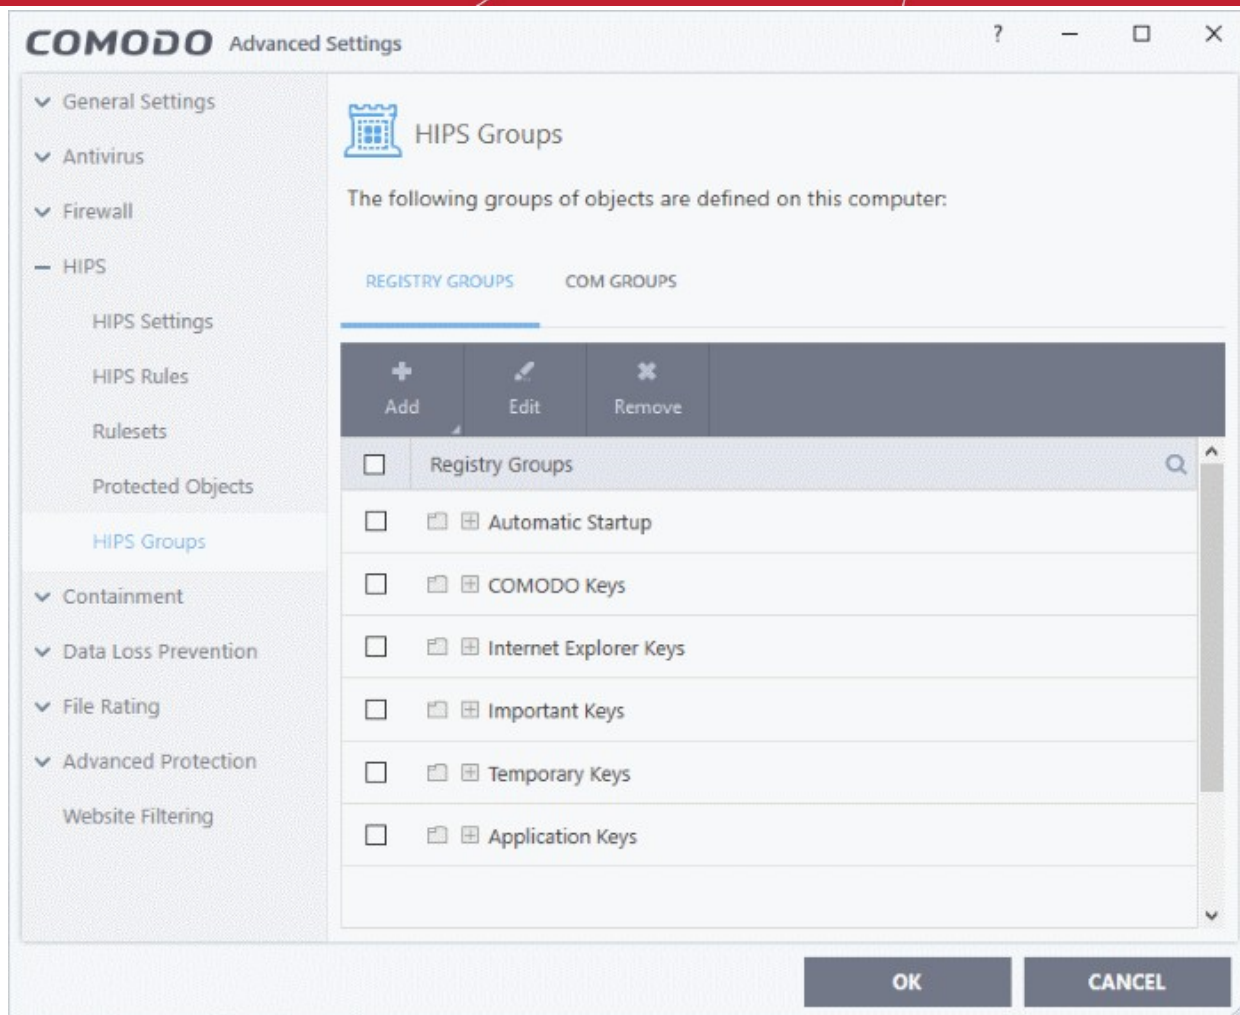 COMODO Advanced Settings ?
General Settings
Antivirus
Firewall
HIPS
HIPS Settings
HIPS Rules
Rulesets
Protected Objects
HIPS Groups
Containment
Data Loss Prevention
File Rating
Advanced Protection
Website Filtering
HIPS Groups
The following groups of objects are defined on this computer:
REGISTRY GROUPS COM GROUPS
Add Edit Remove
Registry Groups
Automatic Startup
COMODO Keys
Internet Explorer Keys
Important Keys
Temporary Keys
Application Keys
OK CANCEL